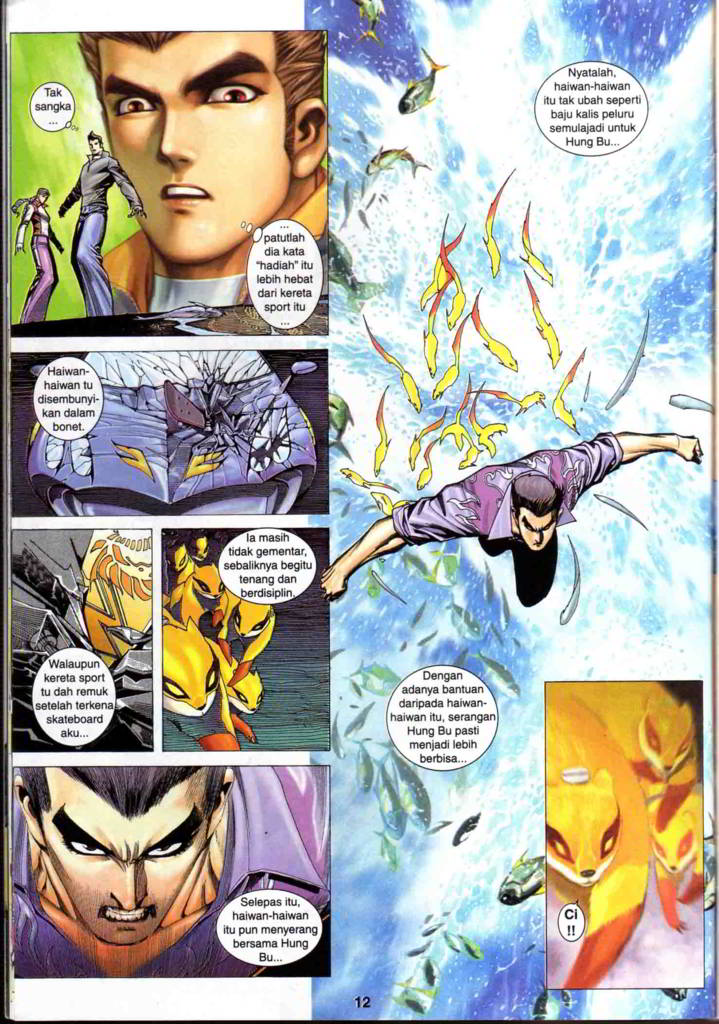 Tak
sangka
...
...
patutlah
dia kata
"hadiah" itu
lebih hebat
dari kereta
sport itu
...
Haiwan-
haiwan tu
disembunyi-
kan dalam
bonet.
Walaupun
kereta sport
tu dah remuk
setelah terkena
skateboard
aku...
Ia masih
tidak gementar,
sebaliknya begitu
tenang dan
berdisiplin.
Selepas itu,
haiwan-haiwan
itu pun menyerang
bersama Hung
Bu...
Nyatalah,
haiwan-haiwan
itu tak ubah seperti
baju kalis peluru
semulajadi untuk
Hung Bu...
Dengan
adanya bantuan
daripada haiwan-
haiwan itu, serangan
Hung Bu pasti
menjadi lebih
berbisa...
Ci
!!
12